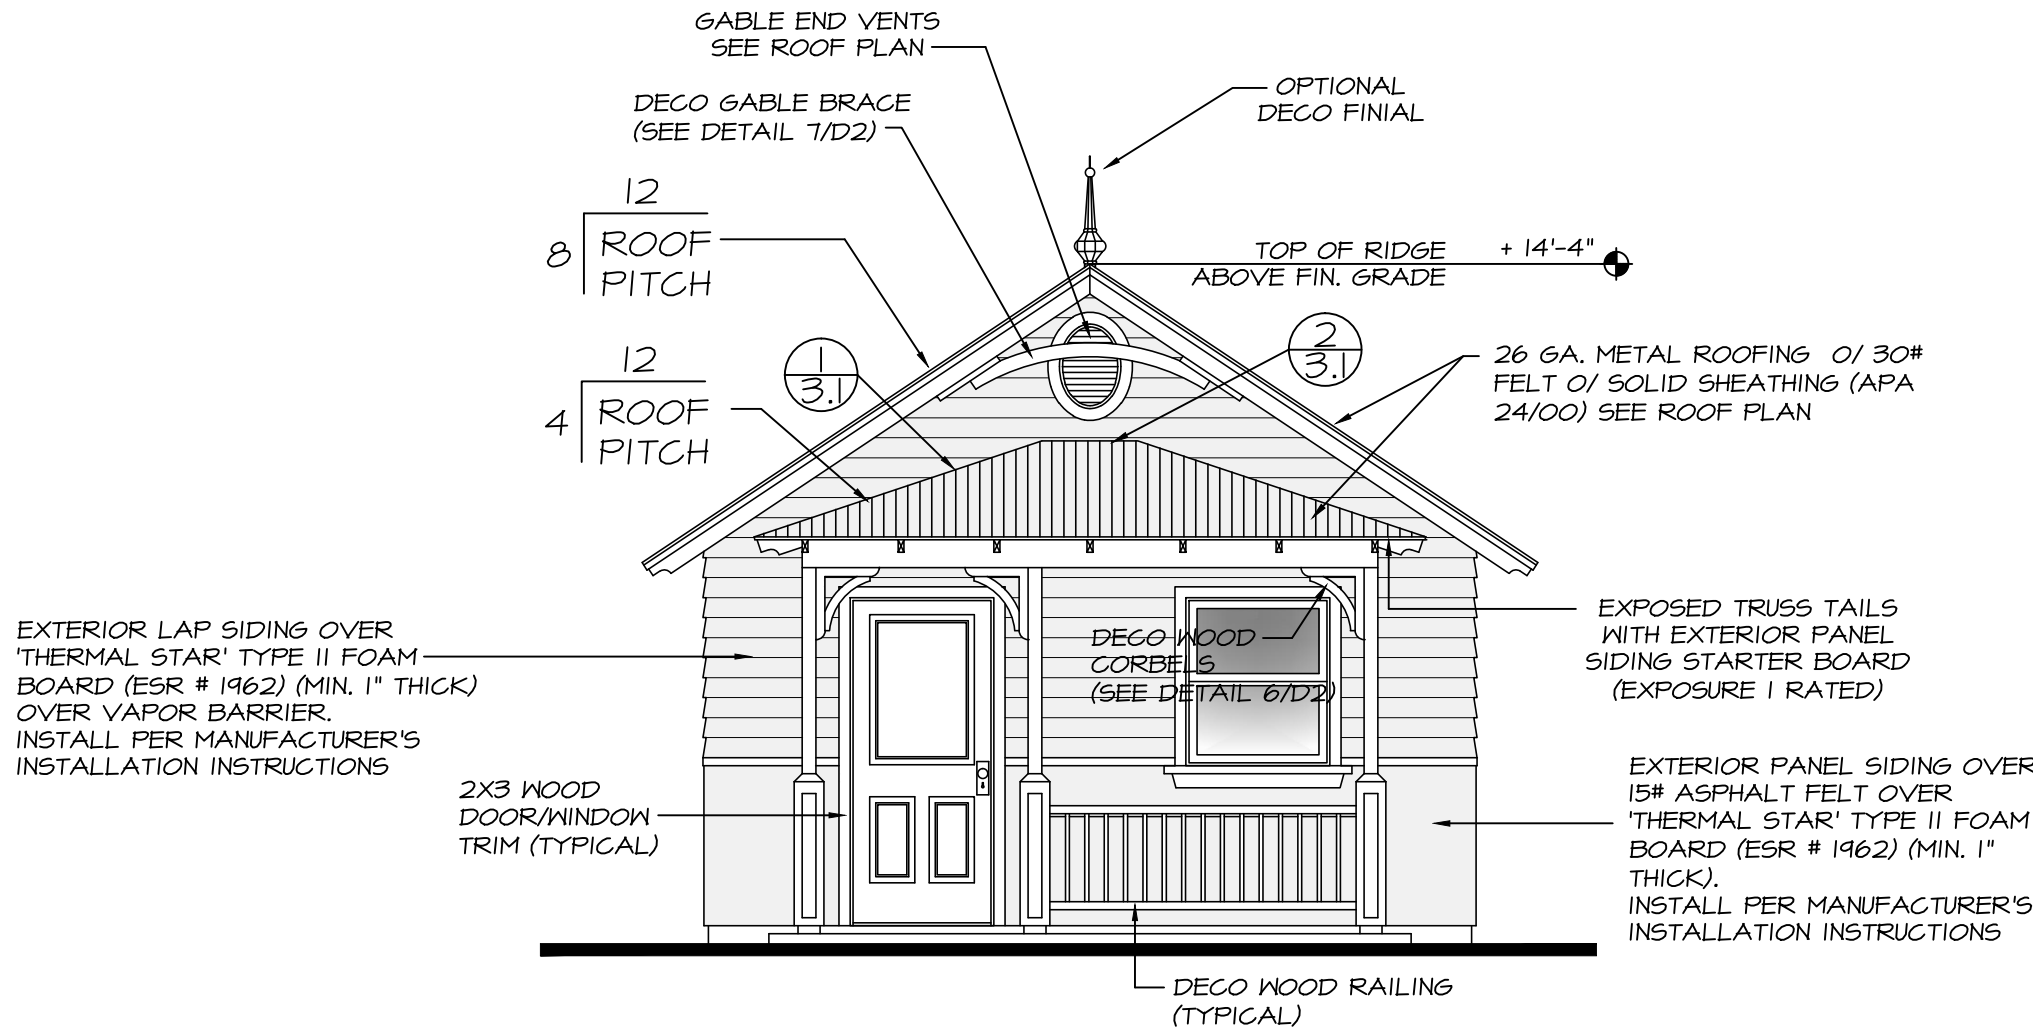 GABLE END VENTS
SEE ROOF PLAN
DECO GABLE BRACE
(SEE DETAIL 7/D2)
OPTIONAL
DECO FINIAL
12
8
ROOF
PITCH
TOP OF RIDGE + 14'-4"
ABOVE FIN. GRADE
12
4
ROOF
PITCH
1
3.1
2
3.1
26 GA. METAL ROOFING O/ 30#
FELT O/ SOLID SHEATHING (APA
24/00) SEE ROOF PLAN
EXTERIOR LAP SIDING OVER
'THERMAL STAR' TYPE II FOAM
BOARD (ESR # 1962) (MIN. 1" THICK)
OVER VAPOR BARRIER.
INSTALL PER MANUFACTURER'S
INSTALLATION INSTRUCTIONS
DECO WOOD
CORBELS
(SEE DETAIL 6/D2)
EXPOSED TRUSS TAILS
WITH EXTERIOR PANEL
SIDING STARTER BOARD
(EXPOSURE 1 RATED)
2X3 WOOD
DOOR/WINDOW
TRIM (TYPICAL)
EXTERIOR PANEL SIDING OVER
15# ASPHALT FELT OVER
'THERMAL STAR' TYPE II FOAM
BOARD (ESR # 1962) (MIN. 1"
THICK).
INSTALL PER MANUFACTURER'S
INSTALLATION INSTRUCTIONS
DECO WOOD RAILING
(TYPICAL)